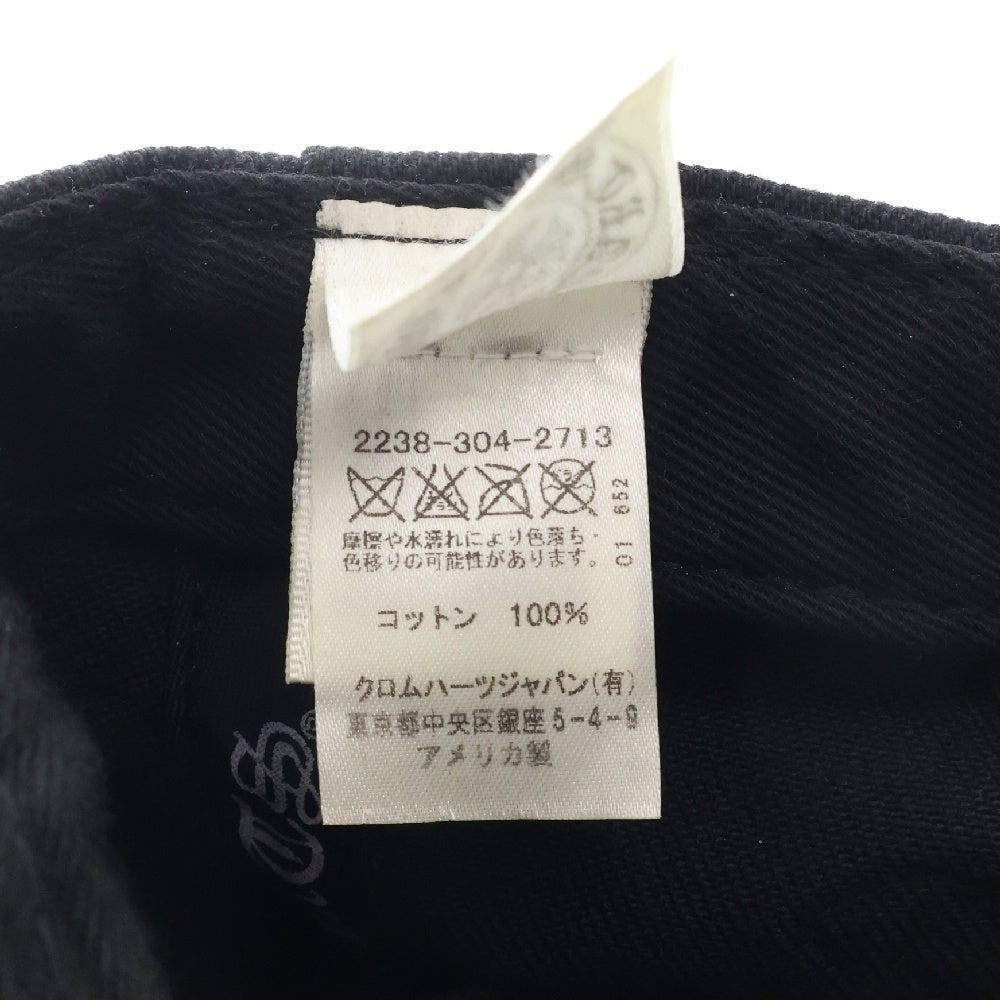 2238-304-2713
摩擦や水濡れにより色落ち・
色移りの可能性があります。
01 652
コットン 100%
クロムハーツジャパン(有)
東京都中央区銀座5-4-9
アメリカ製